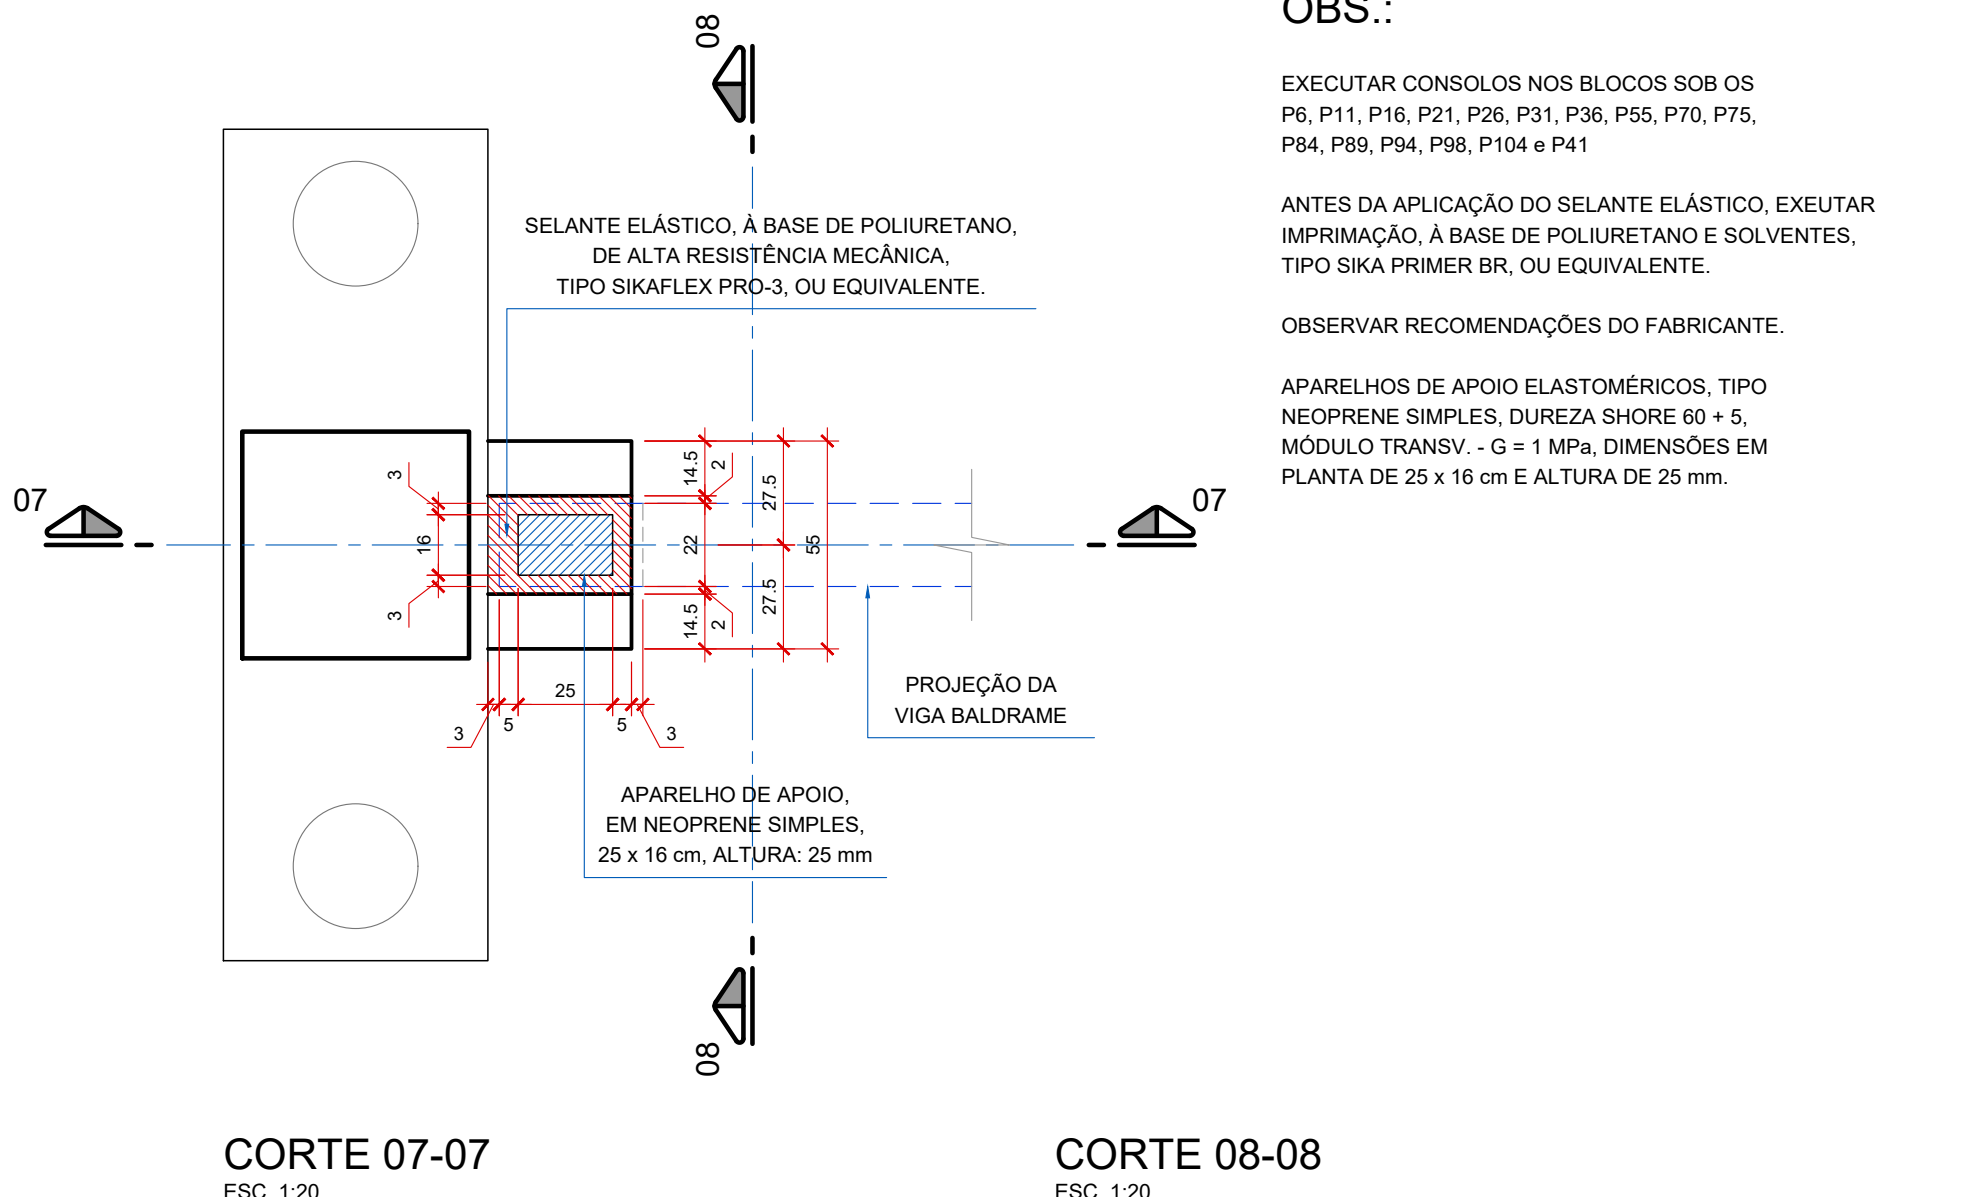 08
OBS.:
EXECUTAR CONSOLOS NOS BLOCOS SOB OS
P6, P11, P16, P21, P26, P31, P36, P55, P70, P75,
P84, P89, P94, P98, P104 e P41
ANTES DA APLICAÇÃO DO SELANTE ELÁSTICO, EXEUTAR
IMPRIMAÇÃO, À BASE DE POLIURETANO E SOLVENTES,
TIPO SIKA PRIMER BR, OU EQUIVALENTE.
OBSERVAR RECOMENDAÇÕES DO FABRICANTE.
APARELHOS DE APOIO ELASTOMÉRICOS, TIPO
NEOPRENE SIMPLES, DUREZA SHORE 60 + 5,
MÓDULO TRANSV. - G = 1 MPa, DIMENSÕES EM
PLANTA DE 25 x 16 cm E ALTURA DE 25 mm.
SELANTE ELÁSTICO, À BASE DE POLIURETANO,
DE ALTA RESISTÊNCIA MECÂNICA,
TIPO SIKAFLEX PRO-3, OU EQUIVALENTE.
07
07
3
16
3
14.5
2
22
14.5
2
27.5
27.5
55
3
5
25
5
3
PROJEÇÃO DA
VIGA BALDRAME
APARELHO DE APOIO,
EM NEOPRENE SIMPLES,
25 x 16 cm, ALTURA: 25 mm
08
CORTE 07-07
ESC. 1:20
CORTE 08-08
ESC. 1:20